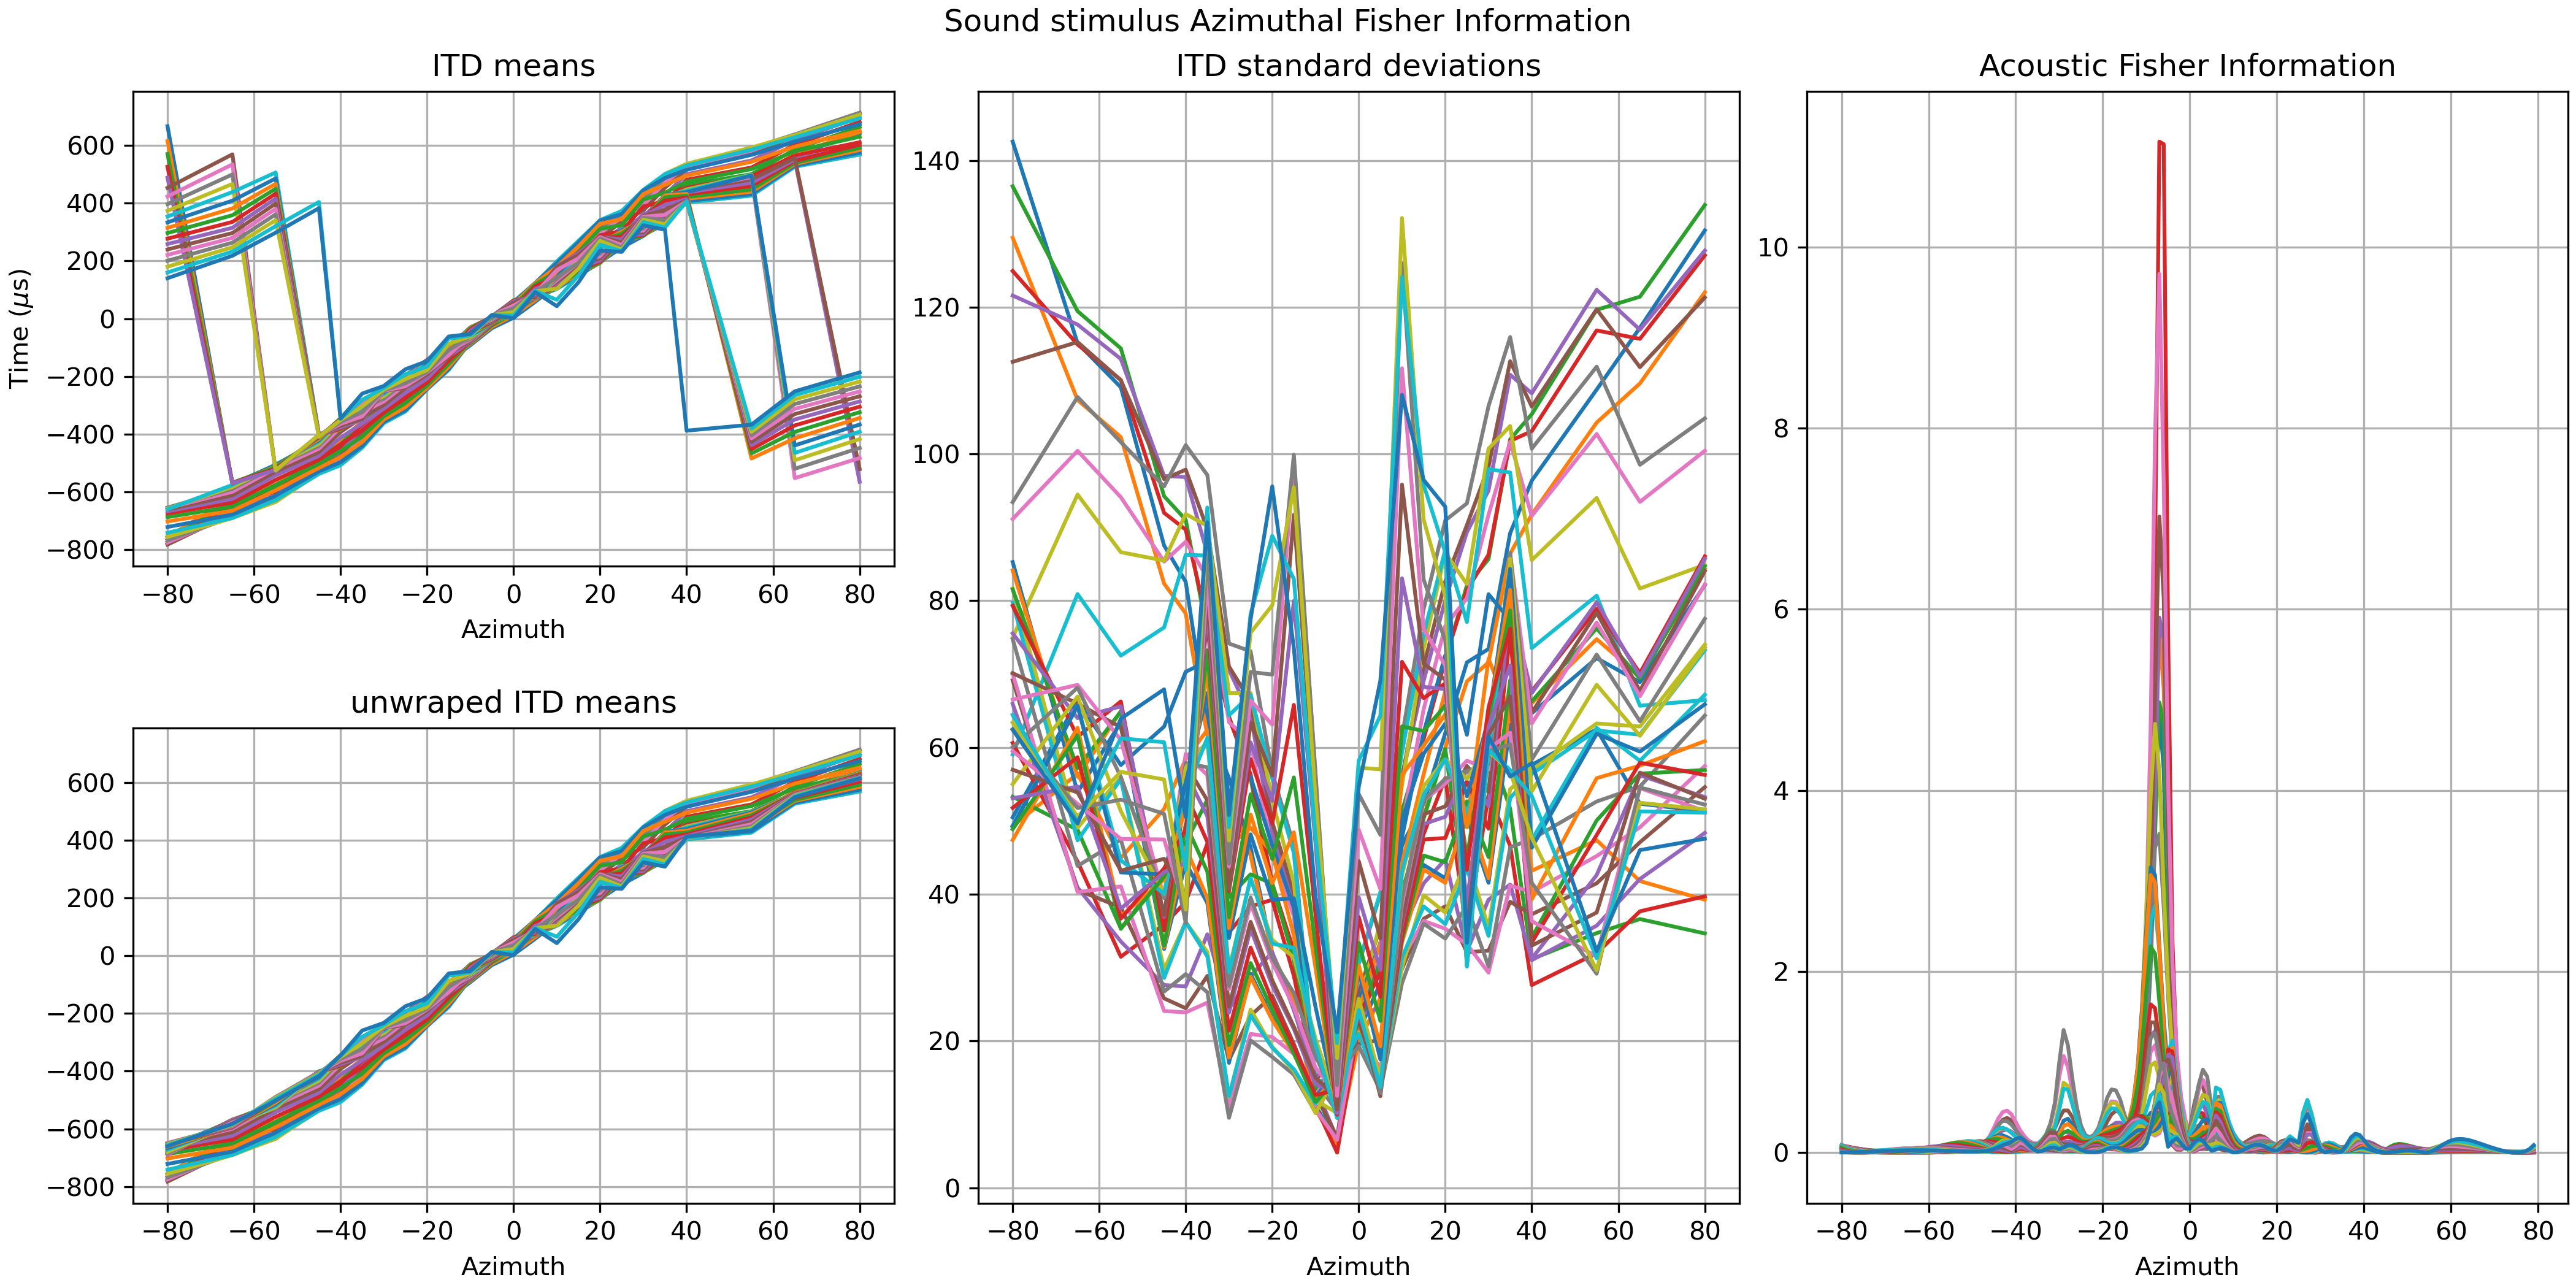 Sound stimulus Azimuthal Fisher Information
ITD means
600
400
200
0
−200
−400
−600
−800
Time (μs)
−80 −60 −40 −20 0 20 40 60 80
Azimuth
unwraped ITD means
600
400
200
0
−200
−400
−600
−800
−80 −60 −40 −20 0 20 40 60 80
Azimuth
ITD standard deviations
140
120
100
80
60
40
20
0
−80 −60 −40 −20 0 20 40 60 80
Azimuth
Acoustic Fisher Information
10
8
6
4
2
0
−80 −60 −40 −20 0 20 40 60 80
Azimuth